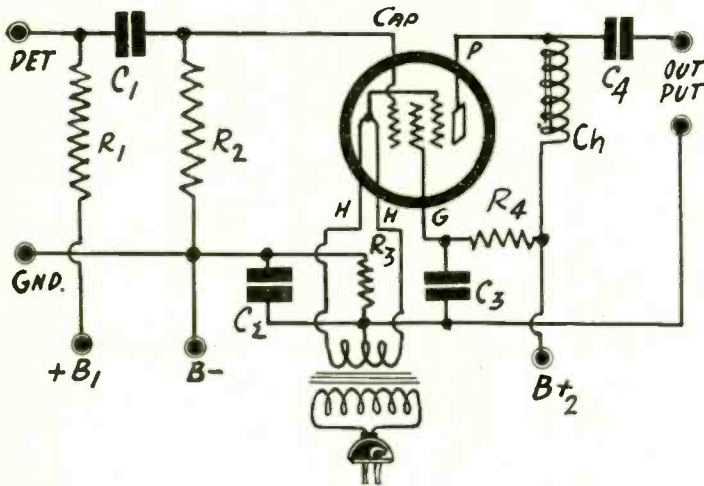 CAP
DET
C1
P
C4
OUT
PUT
R1
R2
Ch
H
H
G
R4
R3
GND.
C2
C3
+B1
B-
B+2